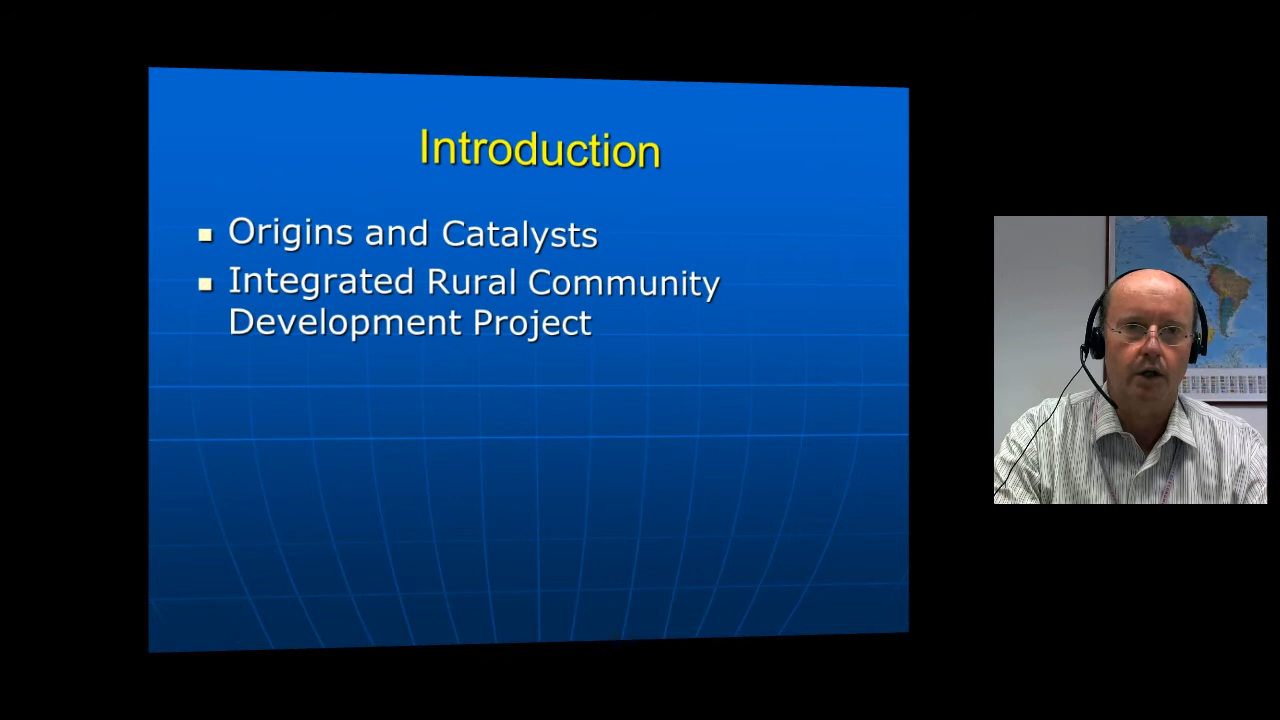 Introduction
Origins and Catalysts
Integrated Rural Community
Development Project